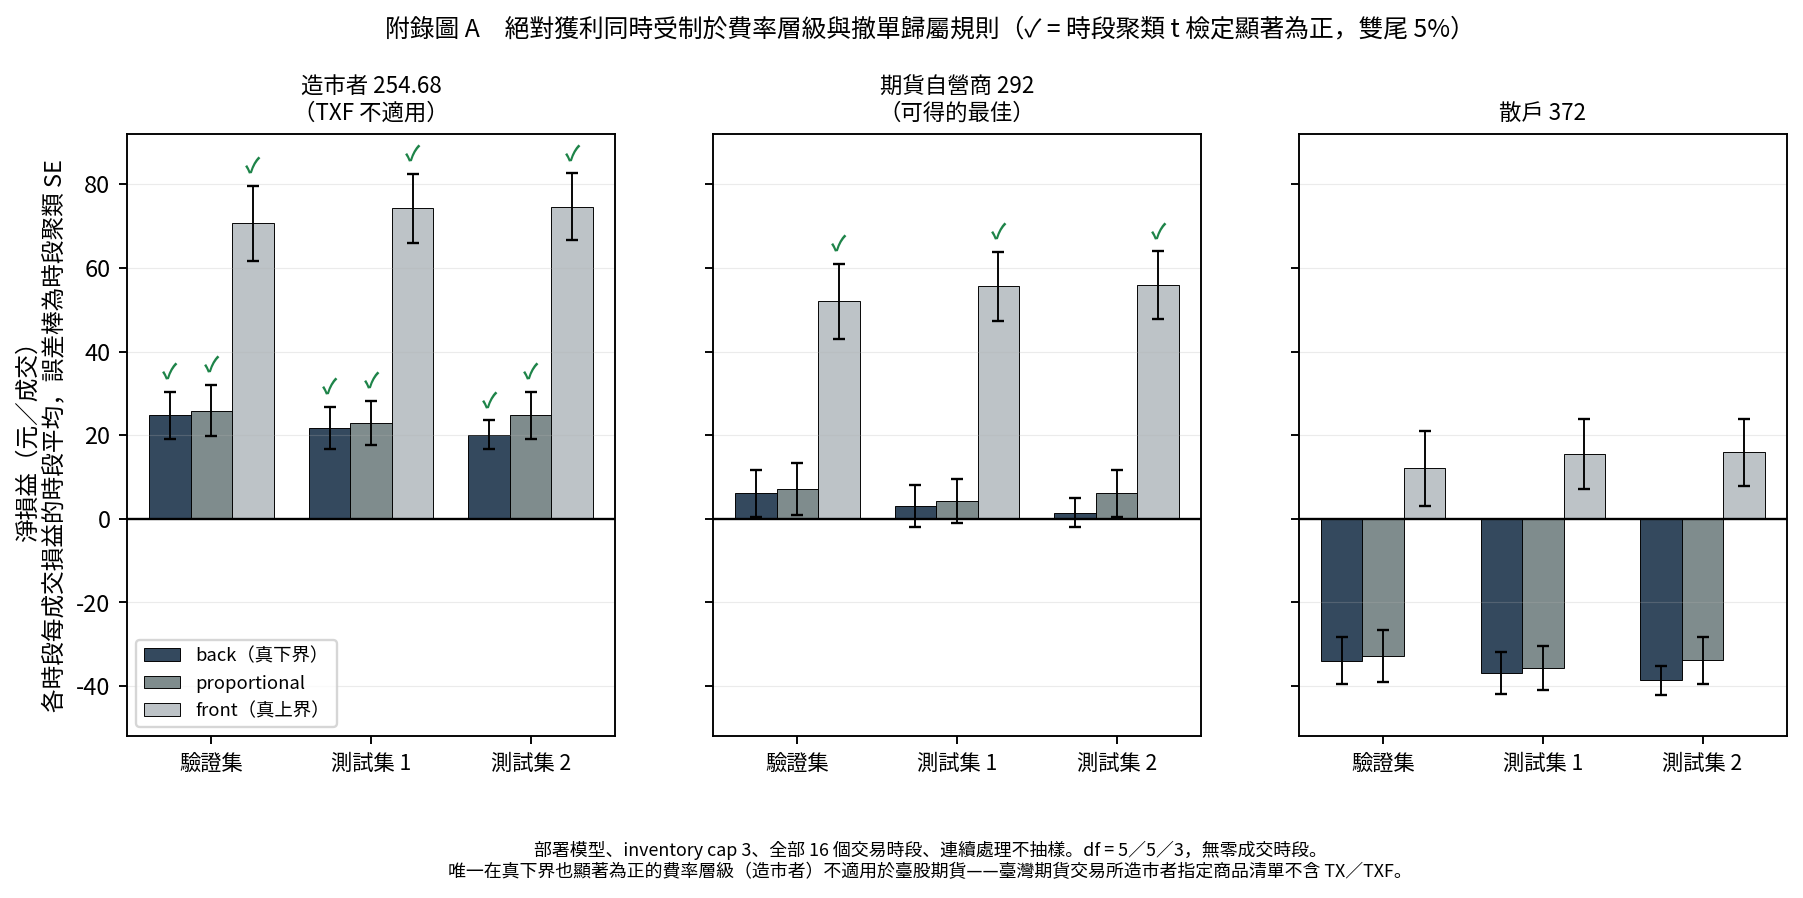 附錄圖 A　絕對獲利同時受制於費率層級與撤單歸屬規則（✓ = 時段聚類 t 檢定顯著為正，雙尾 5%）
造市者 254.68
（TXF 不適用）
期貨自營商 292
（可得的最佳）
散戶 372
淨損益（元／成交）
各時段每成交損益的時段平均，誤差棒為時段聚類 SE
80
60
40
20
0
-20
-40
✓ ✓ ✓ ✓ ✓ ✓ ✓ ✓ ✓
✓ ✓ ✓
back（真下界）
proportional
front（真上界）
驗證集 測試集 1 測試集 2
驗證集 測試集 1 測試集 2
驗證集 測試集 1 測試集 2
部署模型、inventory cap 3、全部 16 個交易時段、連續處理不抽樣。df = 5／5／3，無零成交時段。
唯一在真下界也顯著為正的費率層級（造市者）不適用於臺股期貨——臺灣期貨交易所造市者指定商品清單不含 TX／TXF。